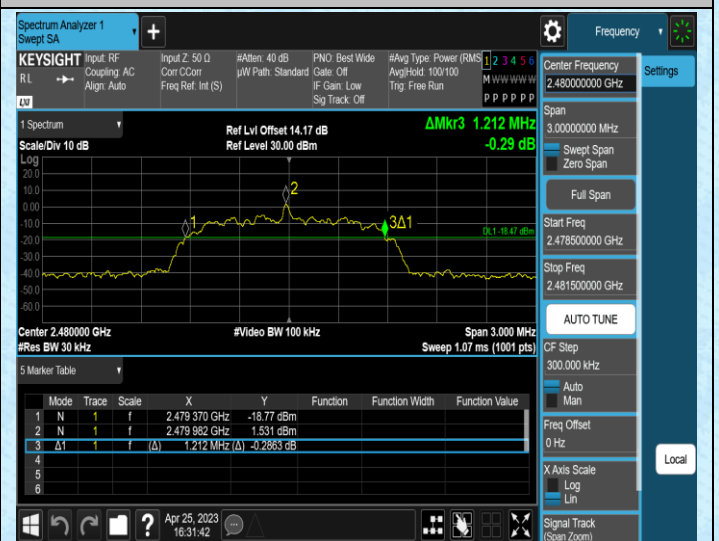 Spectrum Analyzer 1
Swept SA
+
Frequency
KEYSIGHT Input: RF Input Z: 50 Ω #Atten: 40 dB PNO: Best Wide #Avg Type: Power (RMS 1 2 3 4 5 6
RL Coupling: AC Corr CCorr µW Path: Standard Gate: Off Avg|Hold: 100/100 M W W W W W
Align: Auto Freq Ref: Int (S) IF Gain: Low Trig: Free Run
LXI Sig Track: Off P P P P P P
1 Spectrum
Scale/Div 10 dB
Ref Lvl Offset 14.17 dB
Ref Level 30.00 dBm
ΔMkr3 1.212 MHz
-0.29 dB
Log
20.0
10.0
0.00
-10.0
-20.0
-30.0
-40.0
-50.0
-60.0
1
2
3Δ1
DL1 -18.47 dBm
Center 2.480000 GHz #Video BW 100 kHz Span 3.000 MHz
#Res BW 30 kHz Sweep 1.07 ms (1001 pts)
5 Marker Table
Mode Trace Scale X Y Function Function Width Function Value
1 N 1 f 2.479 370 GHz -18.77 dBm
2 N 1 f 2.479 982 GHz 1.531 dBm
3 Δ1 1 f (Δ) 1.212 MHz (Δ) -0.2863 dB
4
5
6
Apr 25, 2023
16:31:42
?
Center Frequency
2.480000000 GHz
Settings
Span
3.00000000 MHz
Swept Span
Zero Span
Full Span
Start Freq
2.478500000 GHz
Stop Freq
2.481500000 GHz
AUTO TUNE
CF Step
300.000 kHz
Auto
Man
Freq Offset
0 Hz
Local
X Axis Scale
Log
Lin
Signal Track
(Span Zoom)